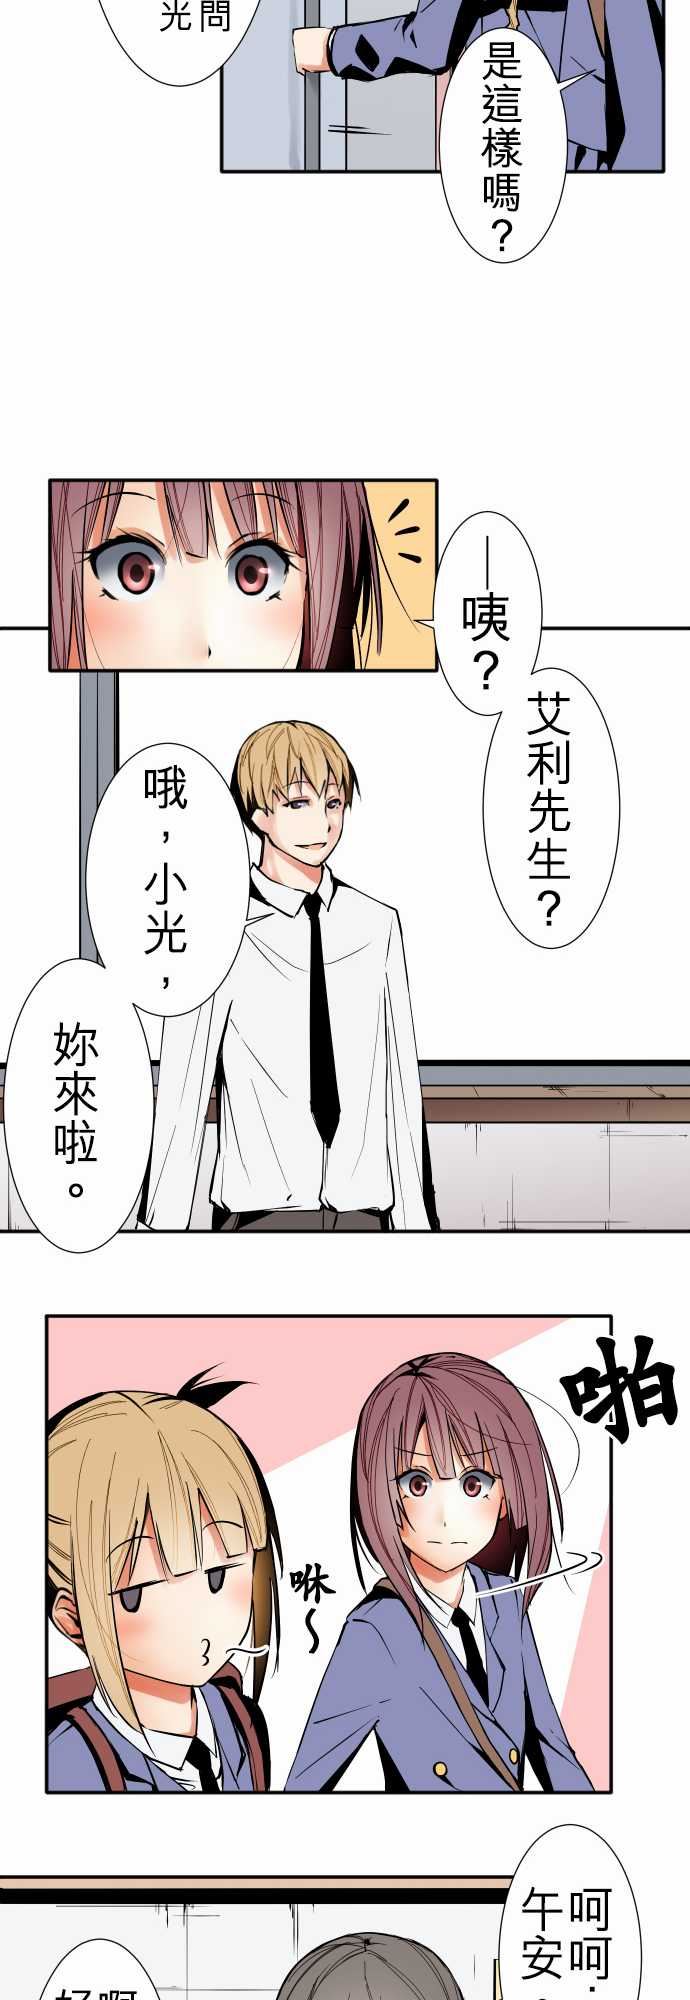 問
光
是這樣嗎？
—咦？
艾利先生？
哦，小光，
妳來啦。
啪
咻～
呵呵．
午安。